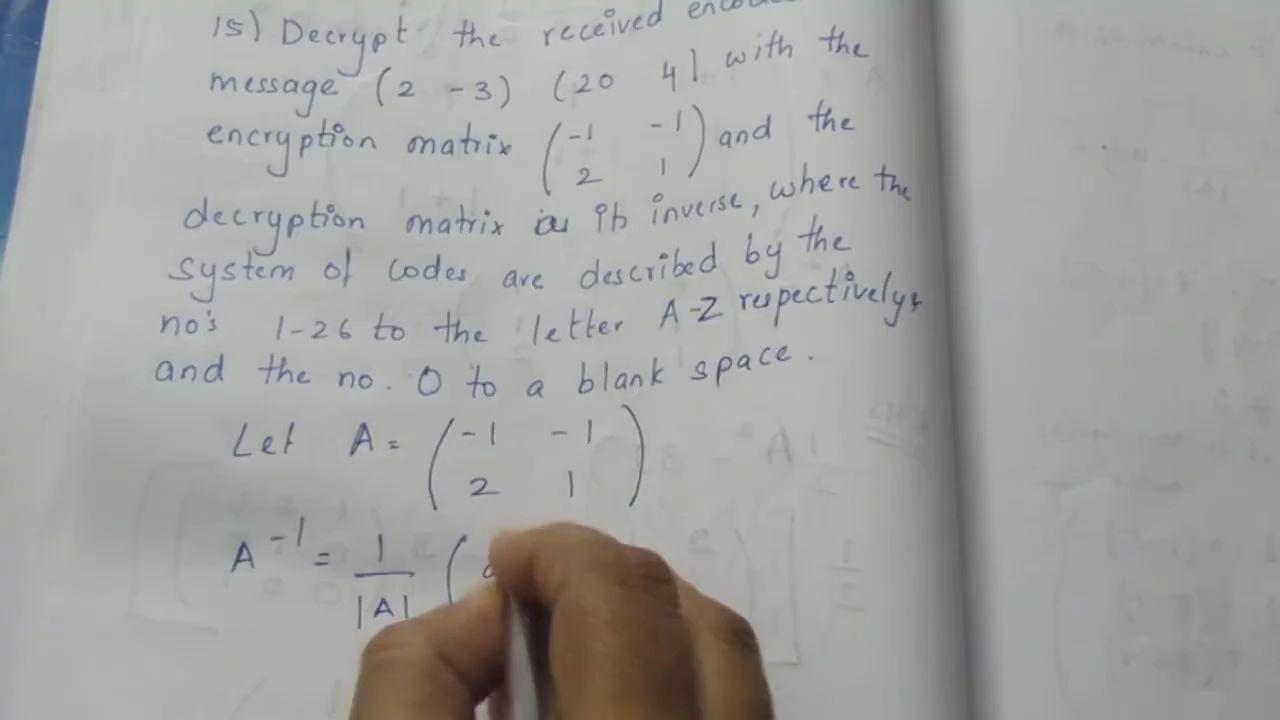 15) Decrypt the received
message (2 -3) (20 4] with the
encryption matrix (-1 -1
2 1) and the
decryption matrix is its inverse, where the
system of codes are described by the
no's 1-26 to the letter A-Z respectively &
and the no. 0 to a blank space.
Let A = (-1 -1
2 1)
A^-1 = 1/|A| (